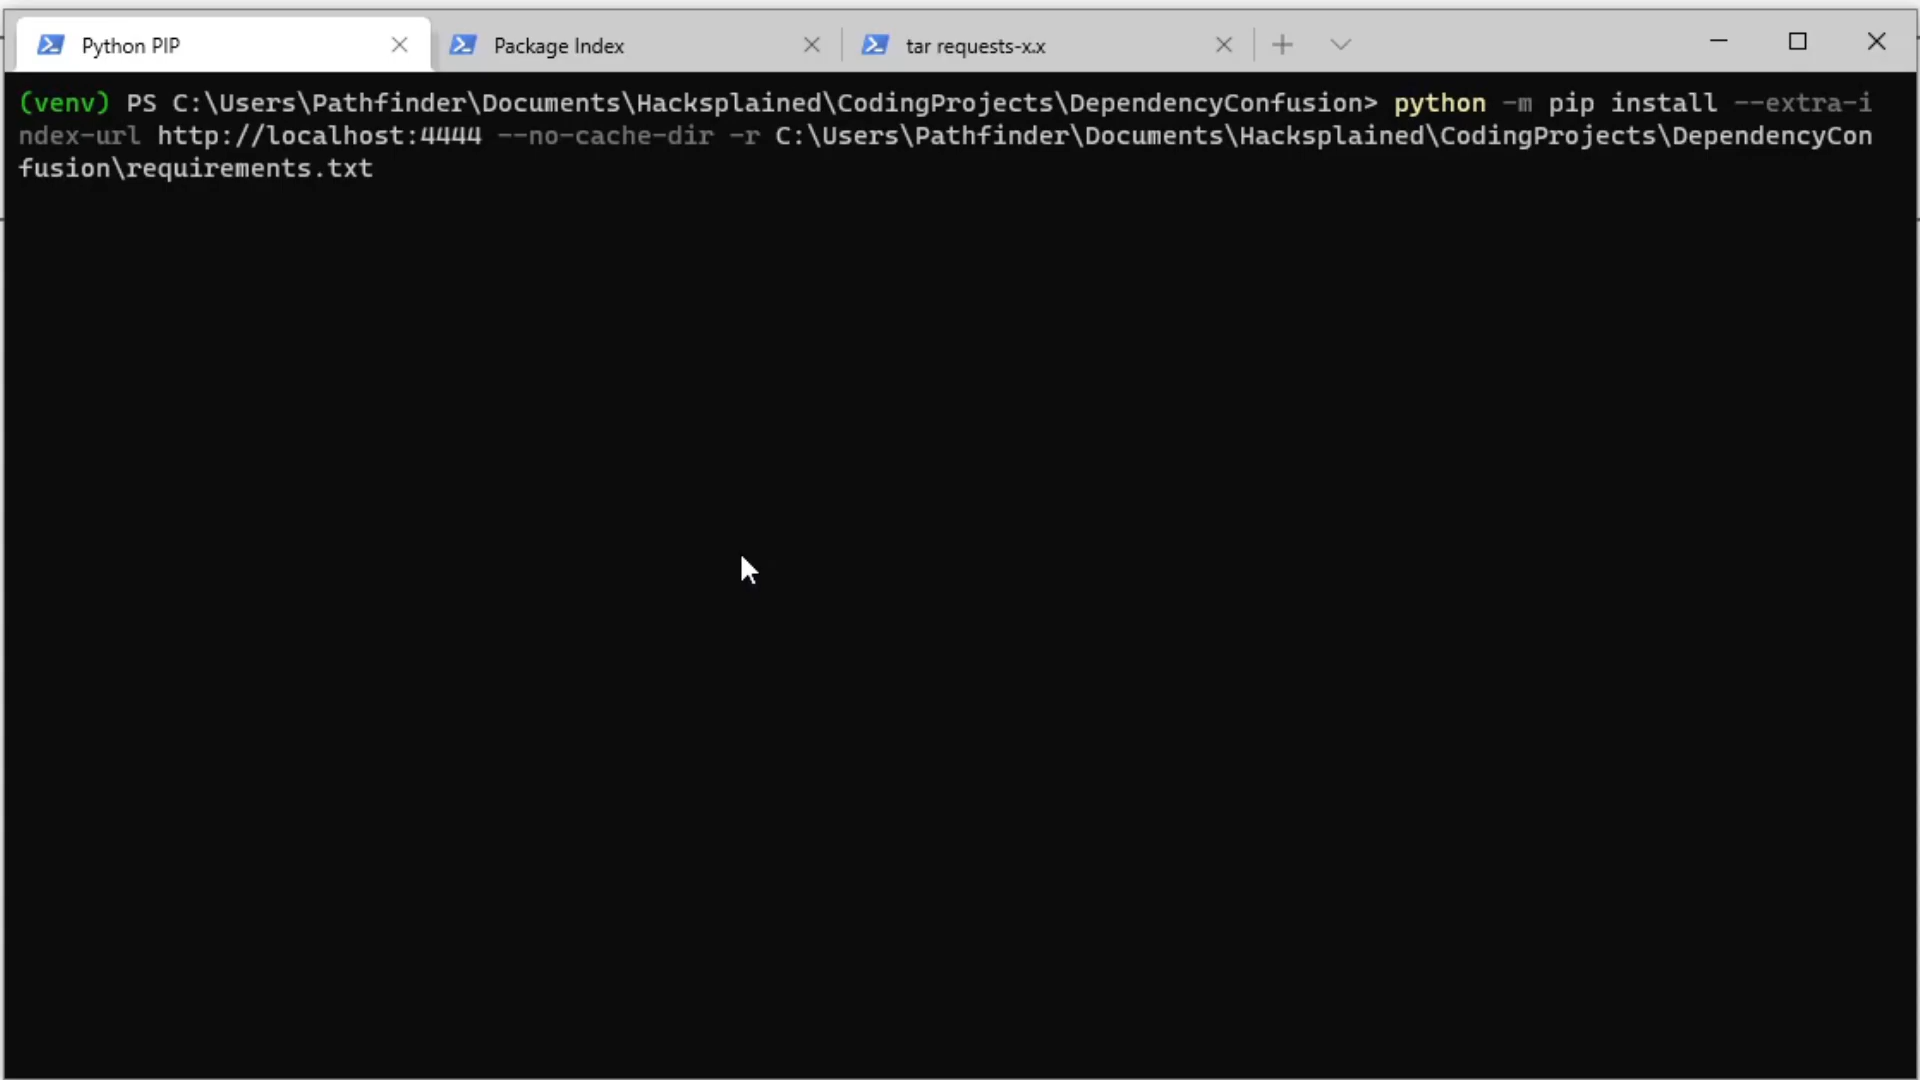 Python PIP Package Index tar requests-x.x
(venv) PS C:\Users\Pathfinder\Documents\Hacksplained\CodingProjects\DependencyConfusion> python -m pip install --extra-i
ndex-url http://localhost:4444 --no-cache-dir -r C:\Users\Pathfinder\Documents\Hacksplained\CodingProjects\DependencyCon
fusion\requirements.txt